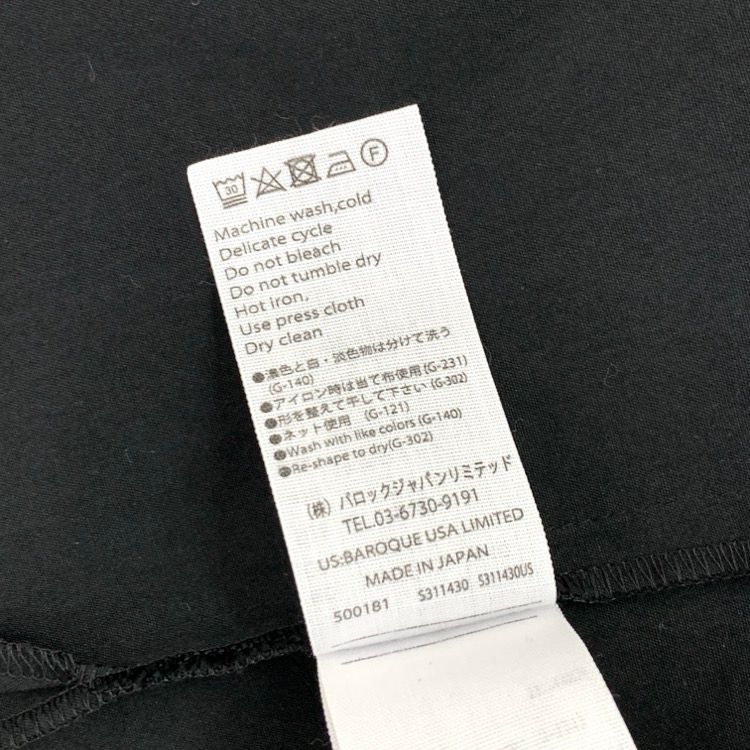 30
F
Machine wash,cold
Delicate cycle
Do not bleach
Do not tumble dry
Hot iron,
Use press cloth
Dry clean
●濃色と白・淡色物は分けて洗う
(G-140)
●アイロン時は当て布使用(G-231)
●形を整えて干して下さい(G-302)
●ネット使用 (G-121)
●Wash with like colors(G-140)
●Re-shape to dry(G-302)
(株) バロックジャパンリミテッド
TEL.03-6730-9191
US:BAROQUE USA LIMITED
MADE IN JAPAN
500181 S311430 S311430US